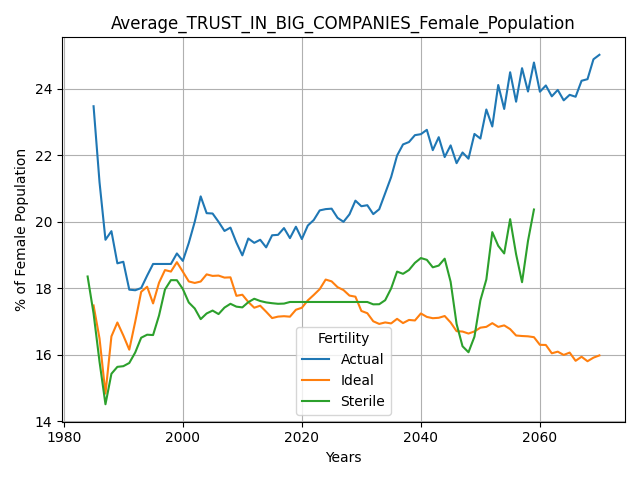 Average_TRUST_IN_BIG_COMPANIES_Female_Population
% of Female Population
24
22
20
18
16
14
Fertility
Actual
Ideal
Sterile
1980
2000
2020
2040
2060
Years